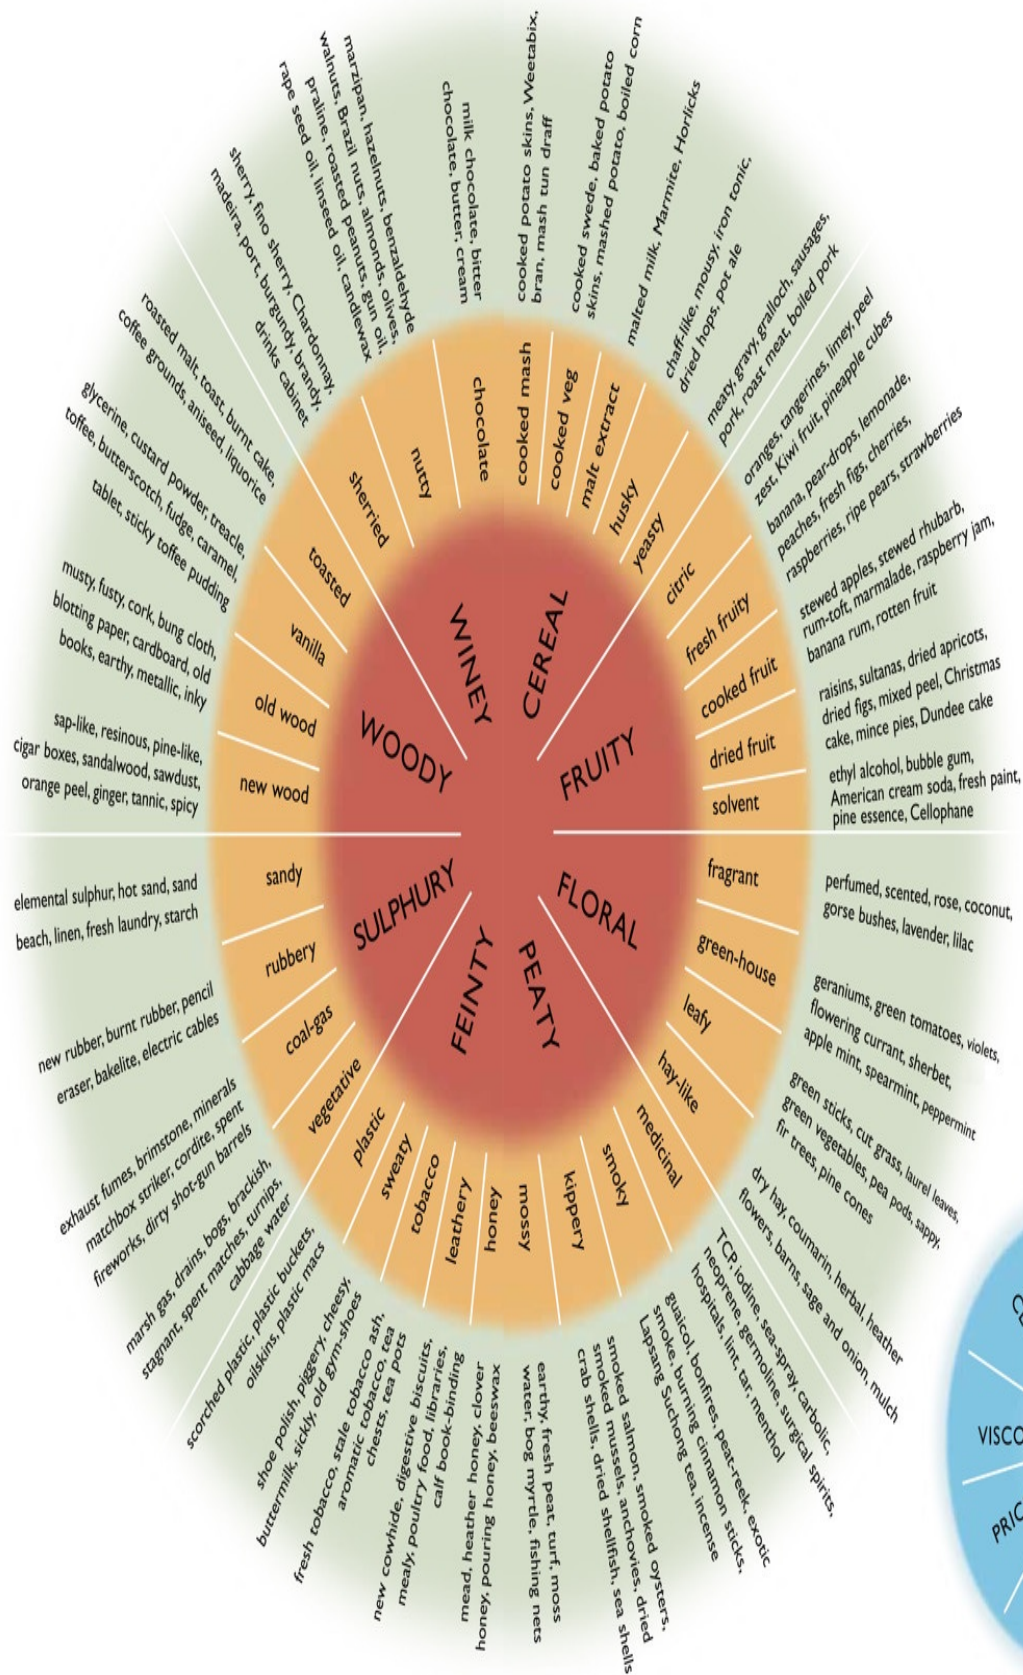 CEREAL
cooked mash
cooked potato skins, Weetabix,
bran, mash tun draff
cooked veg
cooked swede, baked potato
skins, mashed potato, boiled corn
malt extract
malted milk, Marmite, Horlicks
husky
chaff-like, mousy, iron tonic,
dried hops, pot ale
yeasty
meaty, gravy, gralloch, sausages,
pork, roast meat, boiled pork
FRUITY
citric
oranges, tangerines, limey, peel
zest, Kiwi fruit, pineapple cubes
fresh fruity
banana, pear-drops, lemonade,
peaches, fresh figs, cherries,
raspberries, ripe pears, strawberries
cooked fruit
stewed apples, stewed rhubarb,
rum-toft, marmalade, raspberry jam,
banana rum, rotten fruit
dried fruit
raisins, sultanas, dried apricots,
dried figs, mixed peel, Christmas
cake, mince pies, Dundee cake
solvent
ethyl alcohol, bubble gum,
American cream soda, fresh paint,
pine essence, Cellophane
FLORAL
fragrant
perfumed, scented, rose, coconut,
gorse bushes, lavender, lilac
green-house
geraniums, green tomatoes, violets,
flowering currant, sherbet,
apple mint, spearmint, peppermint
leafy
green sticks, cut grass, laurel leaves,
green vegetables, pea pods, sappy,
fir trees, pine cones
hay-like
dry hay, coumarin, herbal, heather
flowers, barns, sage and onion, mulch
PEATY
medicinal
TCP, iodine, sea-spray, carbolic,
neoprene, germoline, surgical spirits,
hospitals, lint, tar, menthol
smoky
guaicol, bonfires, peat-reek, exotic
smoke, burning cinnamon sticks,
Lapsang Suchong tea, incense
kippery
smoked salmon, smoked oysters,
smoked mussels, anchovies, dried
crab shells, dried shellfish, sea shells
mossy
earthy, fresh peat, turf, moss
water, bog myrtle, fishing nets
FEINTY
honey
mead, heather honey, clover
honey, pouring honey, beeswax
leathery
new cowhide, digestive biscuits,
mealy, poultry food, libraries,
calf book-binding
tobacco
fresh tobacco, stale tobacco ash,
aromatic tobacco, tea
chests, tea pots
sweaty
shoe polish, piggery, cheesy,
buttermilk, sickly, old gym-shoes
plastic
scorched plastic, plastic buckets,
oilskins, plastic macs
SULPHURY
vegetative
marsh gas, drains, bogs, brackish,
stagnant, spent matches, turnips,
cabbage water
coal-gas
exhaust fumes, brimstone, minerals
matchbox striker, cordite, spent
fireworks, dirty shot-gun barrels
rubbery
new rubber, burnt rubber, pencil
eraser, bakelite, electric cables
sandy
elemental sulphur, hot sand, sand
beach, linen, fresh laundry, starch
WOODY
new wood
sap-like, resinous, pine-like,
cigar boxes, sandalwood, sawdust,
orange peel, ginger, tannic, spicy
old wood
musty, fusty, cork, bung cloth,
blotting paper, cardboard, old
books, earthy, metallic, inky
vanilla
glycerine, custard powder, treacle,
toffee, butterscotch, fudge, caramel,
tablet, sticky toffee pudding
toasted
roasted malt, toast, burnt cake,
coffee grounds, aniseed, liquorice
WINEY
sherried
sherry, fino sherry, Chardonnay,
madeira, port, burgundy, brandy,
drinks cabinet
nutty
marzipan, hazelnuts, benzaldehyde
walnuts, Brazil nuts, almonds, olives,
praline, roasted peanuts, gun oil,
rape seed oil, linseed oil, candlewax
chocolate
milk chocolate, bitter
chocolate, butter, cream
VISCO
PRIC